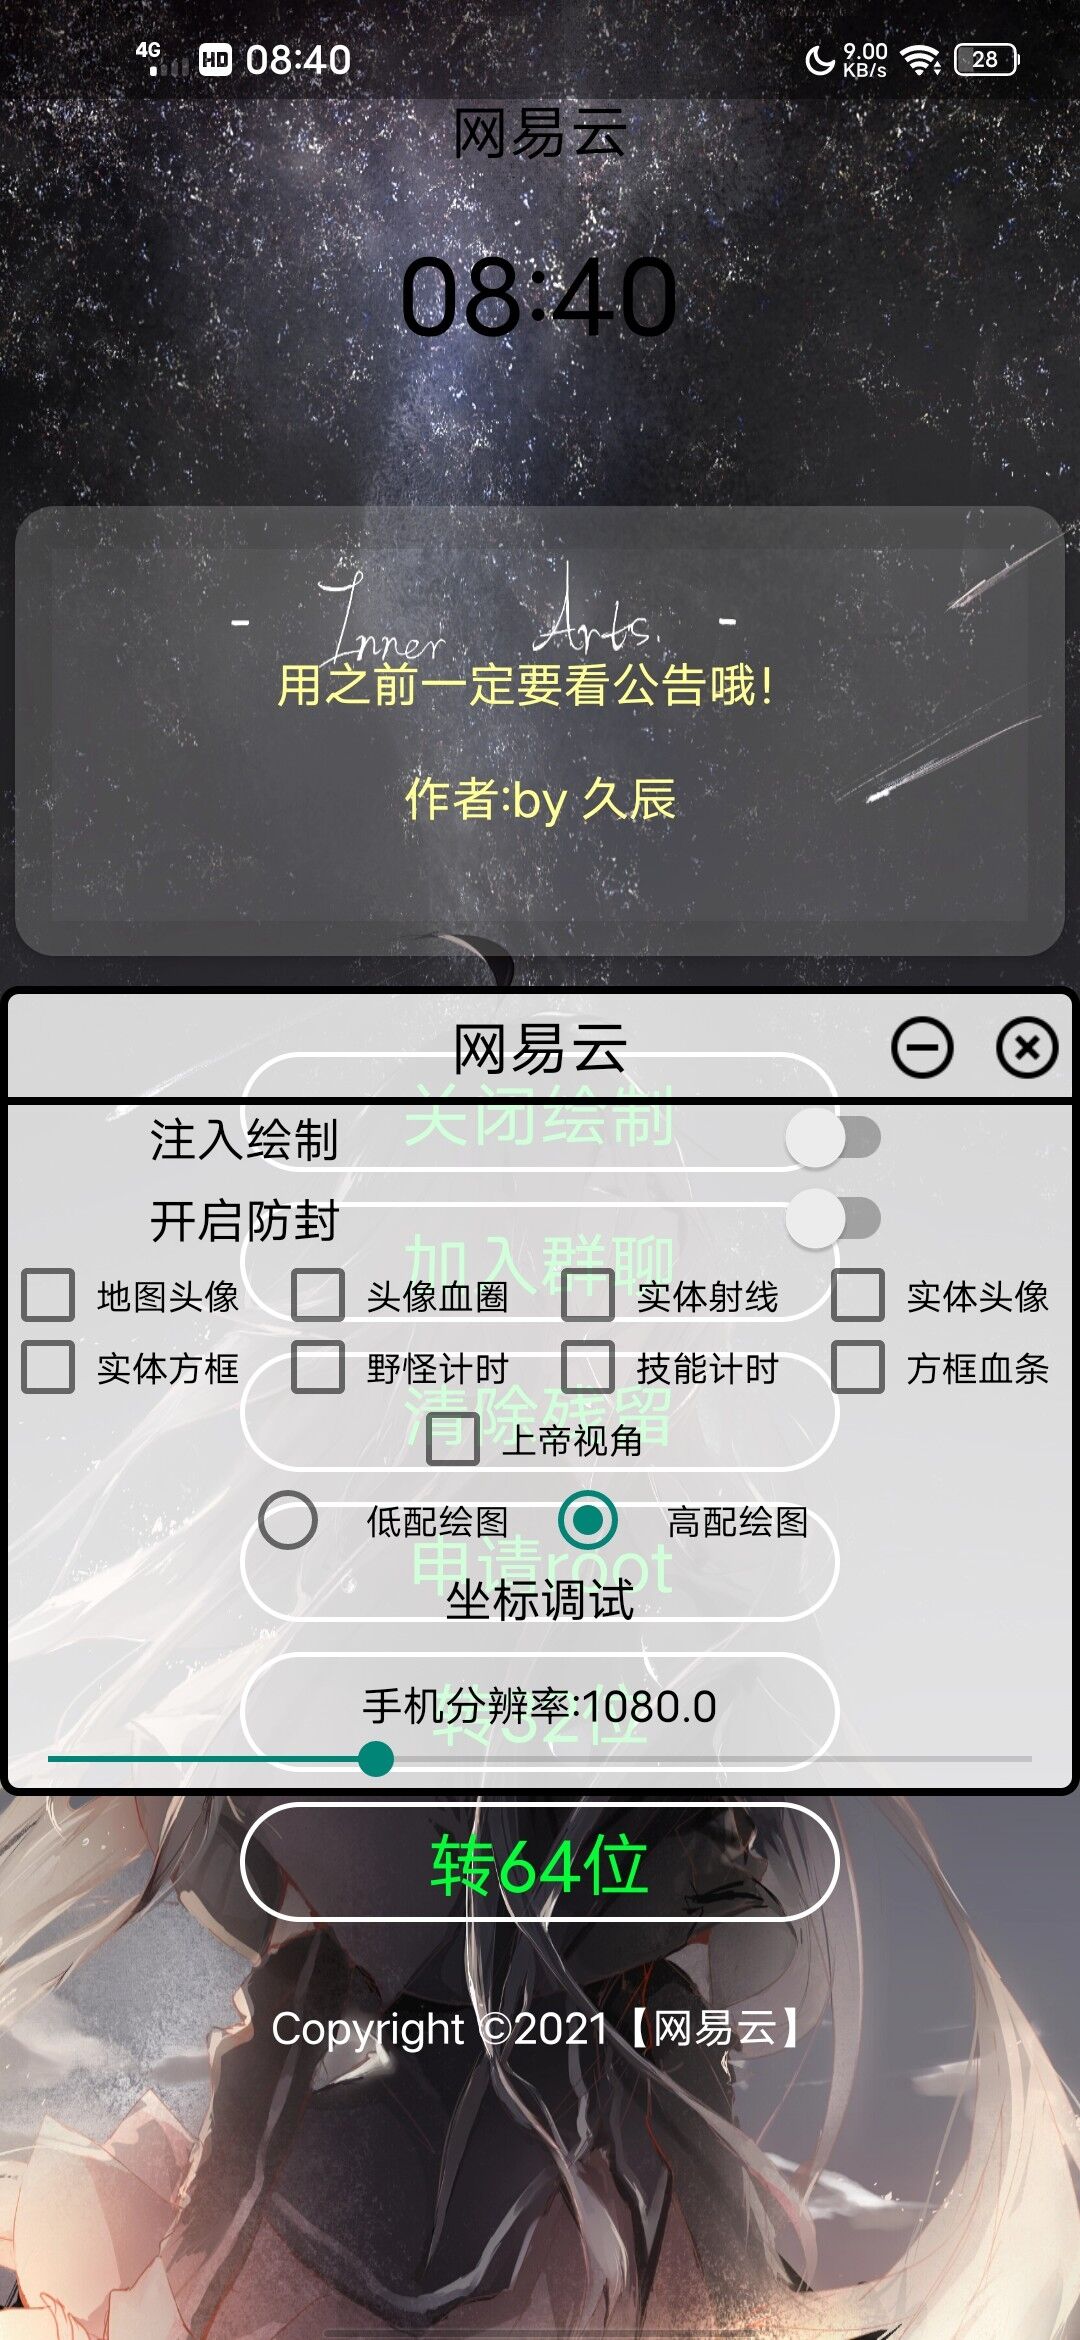 4G HD 08:40 9.00 KB/s 28
网易云
08:40
- Inner Arts. -
用之前一定要看公告哦!
作者:by 久辰
网易云
关闭绘制
注入绘制
开启防封
加入群聊
地图头像 头像血圈 实体射线 实体头像
实体方框 野怪计时 技能计时 方框血条
清除残留
上帝视角
低配绘图 高配绘图
申请root
坐标调试
手机分辨率:1080.0
转32位
转64位
Copyright ©2021【网易云】